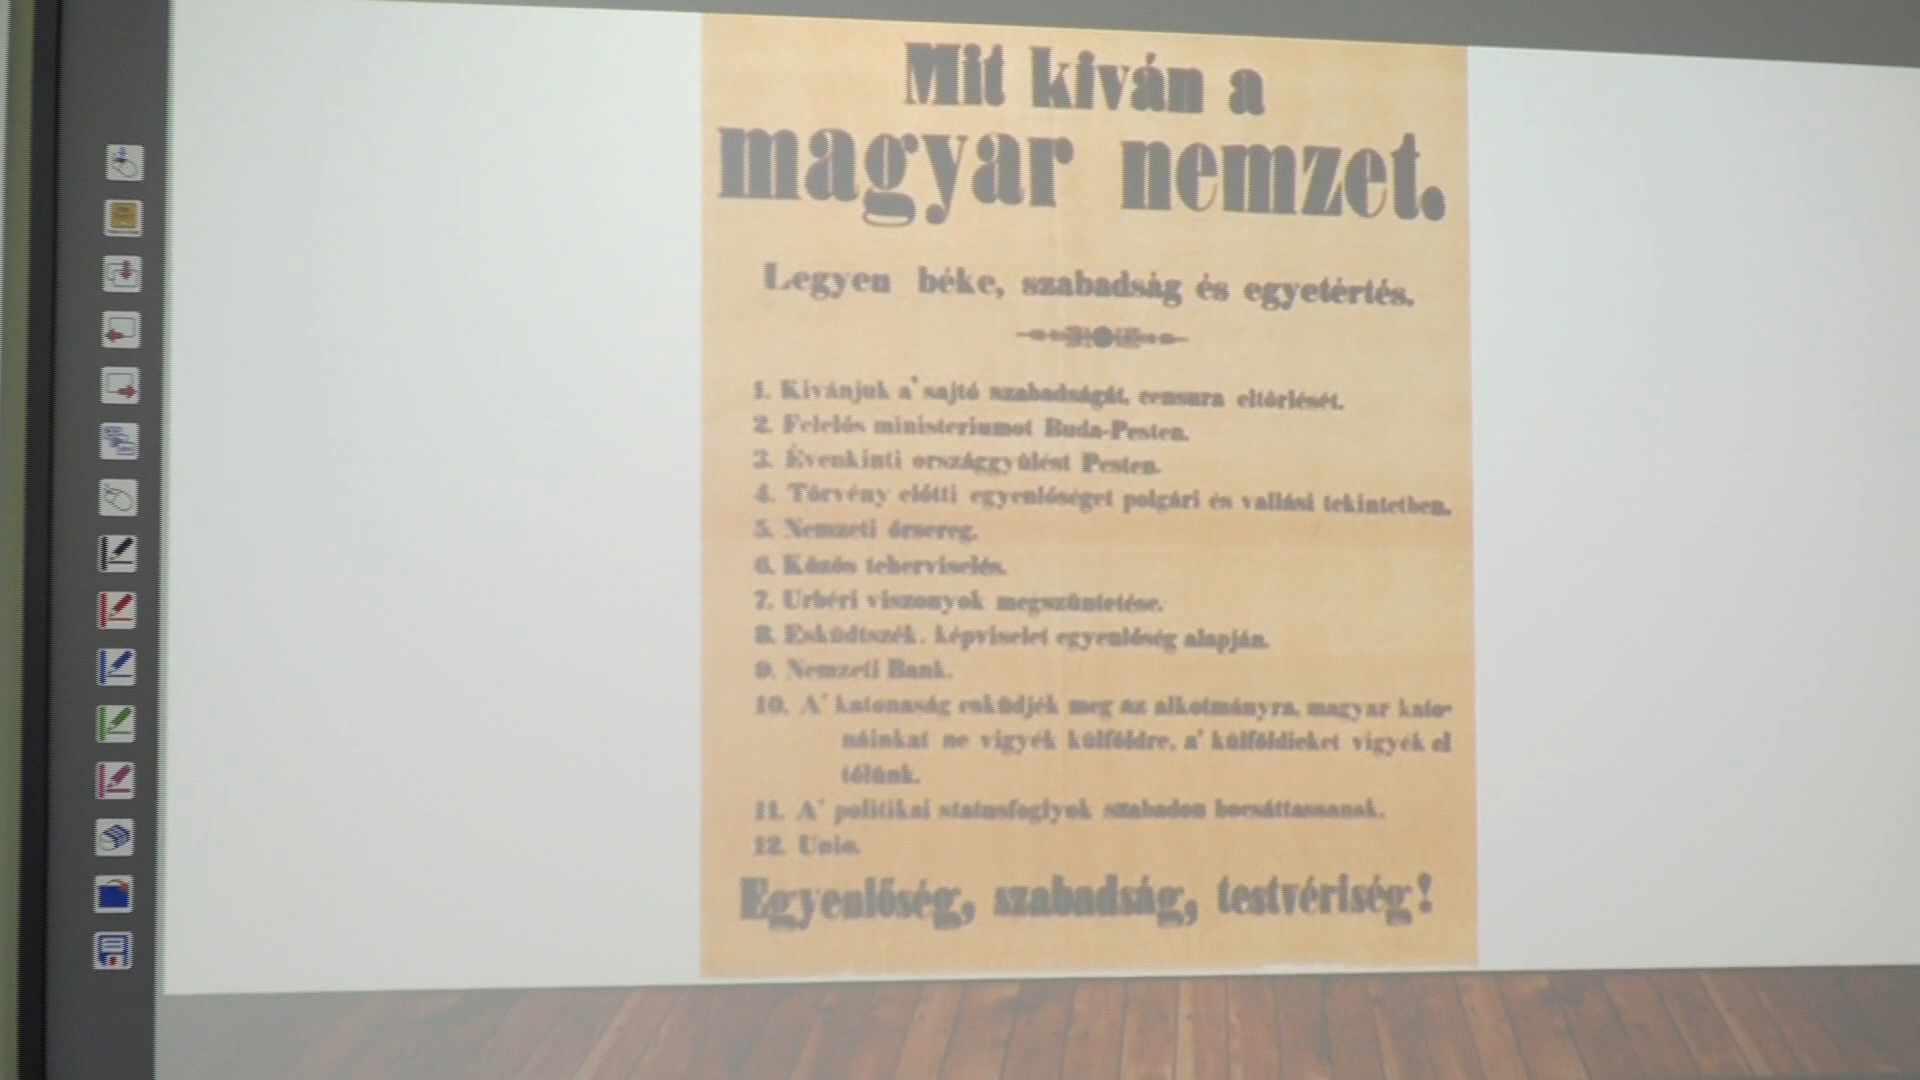 Mit kiván a
magyar nemzet.
Legyen béke, szabadság és egyetértés.
1. Kivánjuk a' sajtó szabadságát, censura eltörlését.
2. Felelős ministeriumot Buda-Pesten.
3. Évenkinti országgyülést Pesten.
4. Törvény előtti egyenlőséget polgári és vallási tekintetben.
5. Nemzeti őrsereg.
6. Közös teherviselés.
7. Urbéri viszonyok megszüntetése.
8. Esküdtszék, képviselet egyenlőség alapján.
9. Nemzeti Bank.
10. A' katonaság esküdjék meg az alkotmányra, magyar kato-
náinkat ne vigyék külföldre, a' külföldieket vigyék el
tőlünk.
11. A' politikai statusfoglyok szabadon bocsáttassanak.
12. Unio.
Egyenlőség, szabadság, testvériség!